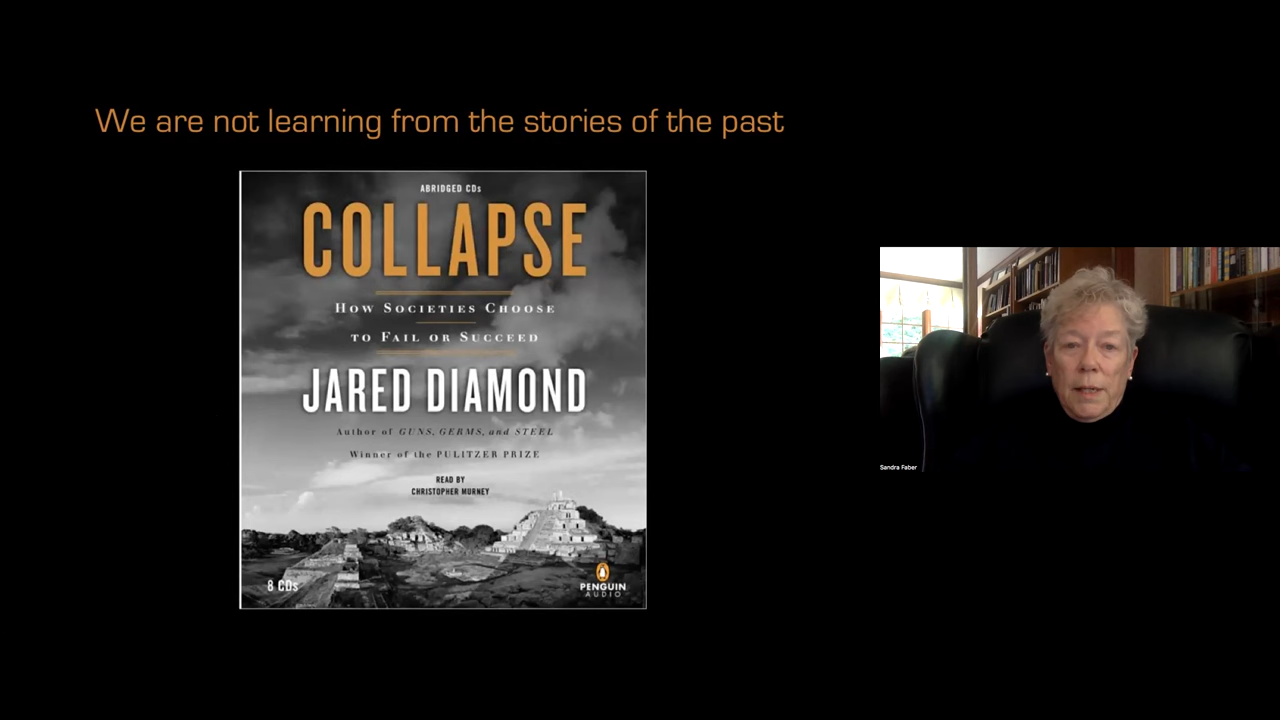 We are not learning from the stories of the past
ABRIDGED CDs
COLLAPSE
HOW SOCIETIES CHOOSE
TO FAIL OR SUCCEED
JARED DIAMOND
Author of GUNS, GERMS, and STEEL
Winner of the PULITZER PRIZE
READ BY
CHRISTOPHER MURNEY
8 CDs
PENGUIN
AUDIO
Sandra Faber